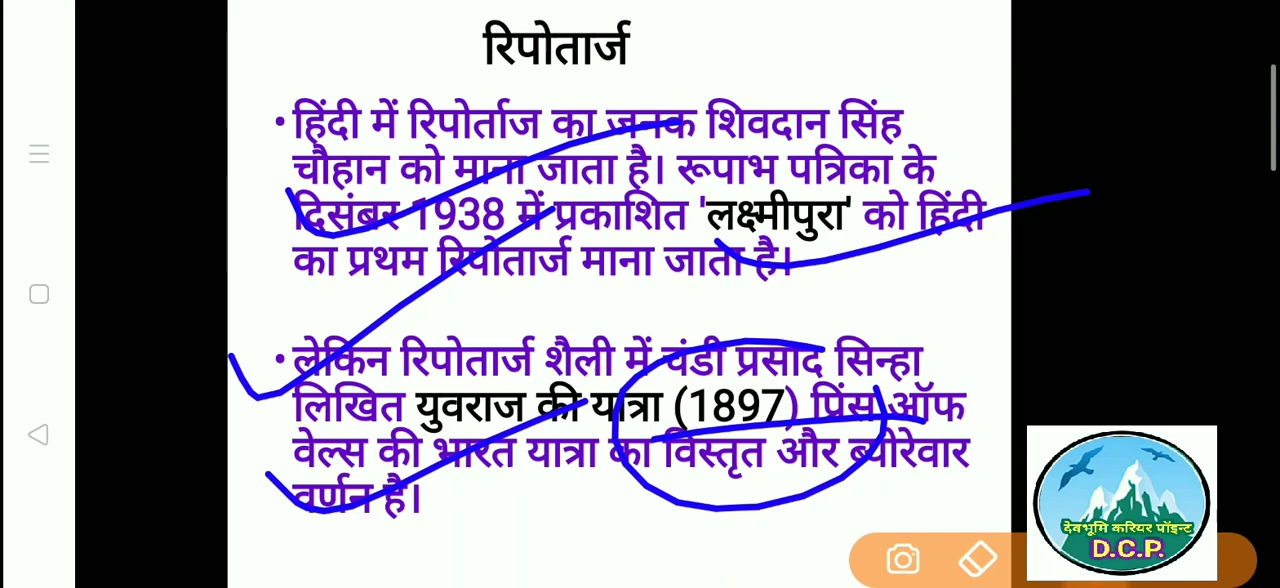 रिपोतार्ज
• हिंदी में रिपोर्ताज का जनक शिवदान सिंह
चौहान को माना जाता है। रूपाभ पत्रिका के
दिसंबर 1938 में प्रकाशित 'लक्ष्मीपुरा' को हिंदी
का प्रथम रिपोतार्ज माना जाता है।
• लेकिन रिपोतार्ज शैली में चंडी प्रसाद सिन्हा
लिखित युवराज की यात्रा (1897) प्रिंस ऑफ
वेल्स की भारत यात्रा का विस्तृत और ब्योरेवार
वर्णन है।
देवभूमि करियर पॉइन्ट
D.C.P.